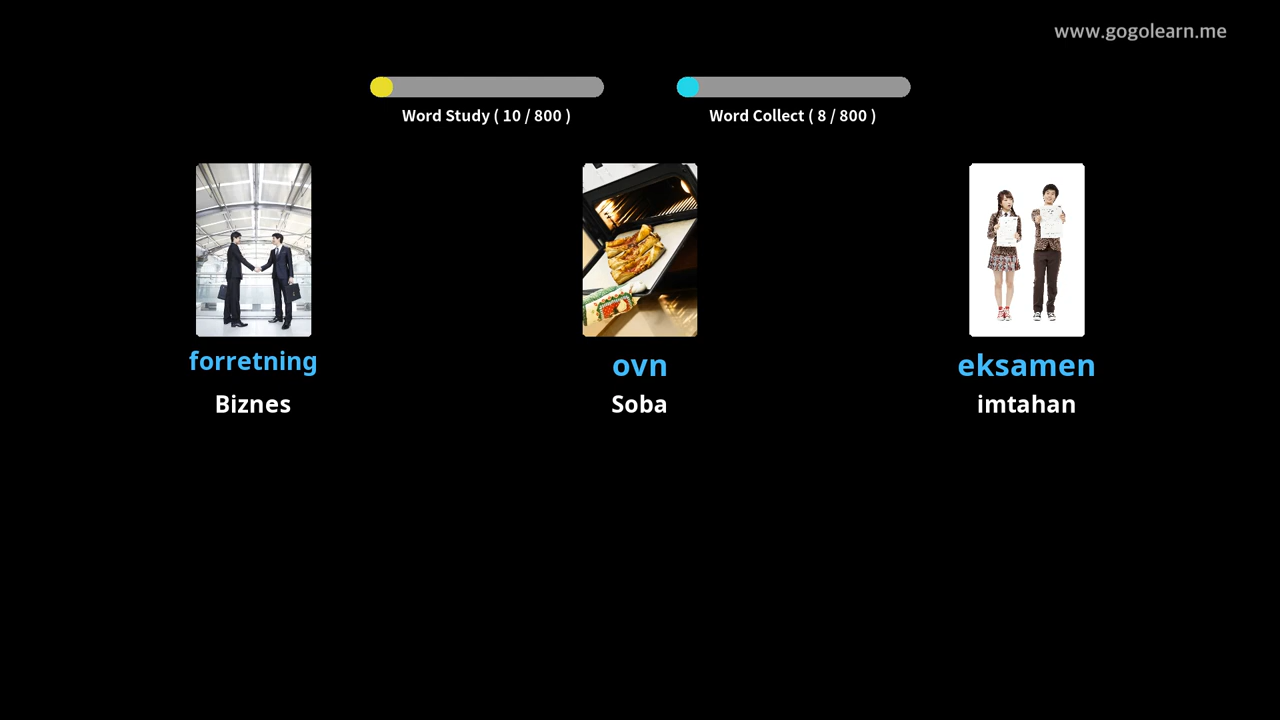 www.gogolearn.me
Word Study ( 10 / 800 )
Word Collect ( 8 / 800 )
forretning
ovn
eksamen
Biznes
Soba
imtahan